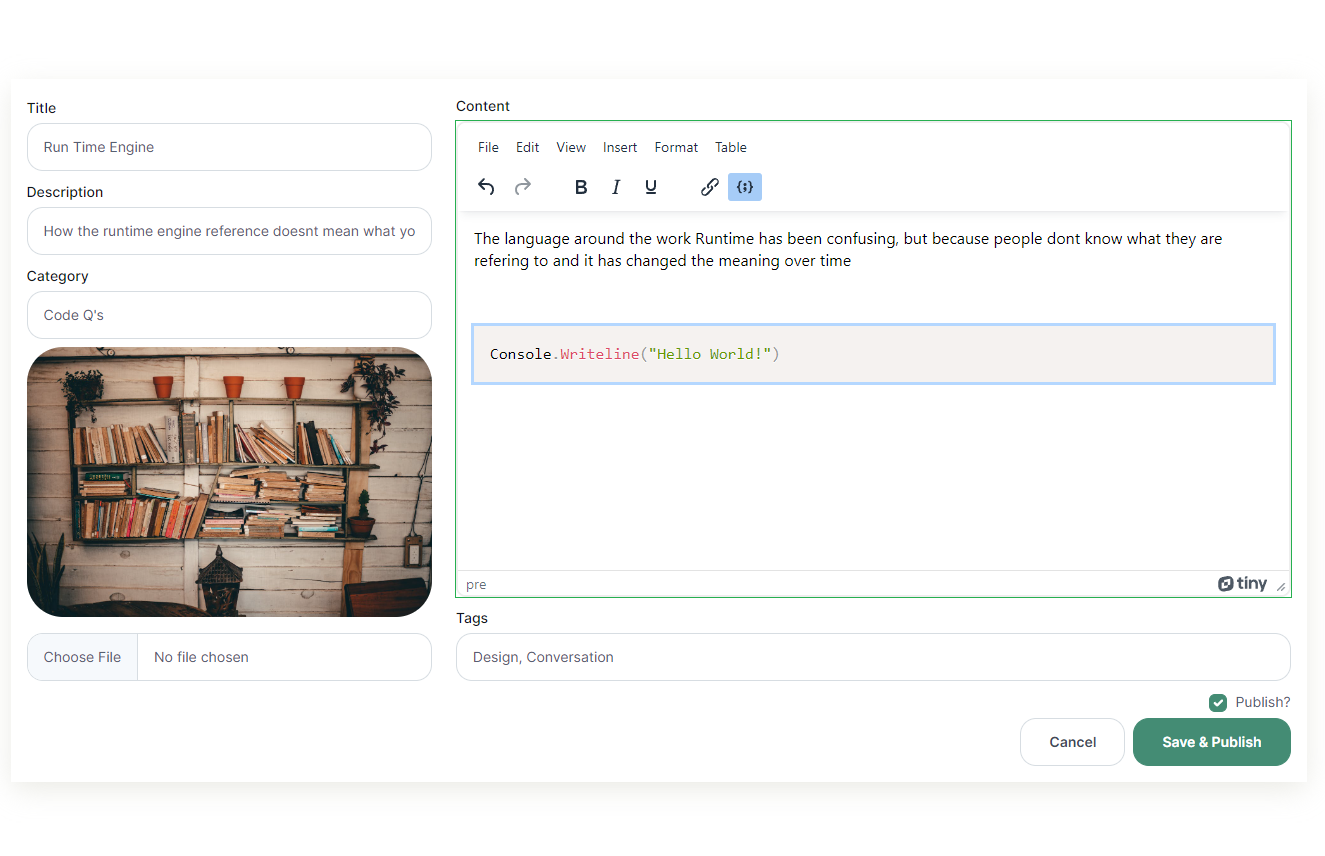 Title
Run Time Engine
Description
How the runtime engine reference doesnt mean what yo
Category
Code Q's
Choose File No file chosen
Content
File Edit View Insert Format Table
B I U {;}
The language around the work Runtime has been confusing, but because people dont know what they are
refering to and it has changed the meaning over time
Console.Writeline("Hello World!")
pre tiny
Tags
Design, Conversation
Publish?
Cancel Save & Publish